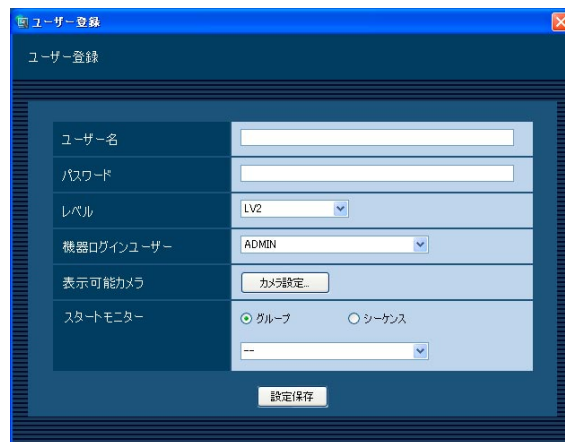 ユーザー登録
ユーザー登録
ユーザー名
パスワード
レベル LV2
機器ログインユーザー ADMIN
表示可能カメラ カメラ設定...
スタートモニター グループ シーケンス
--
設定保存